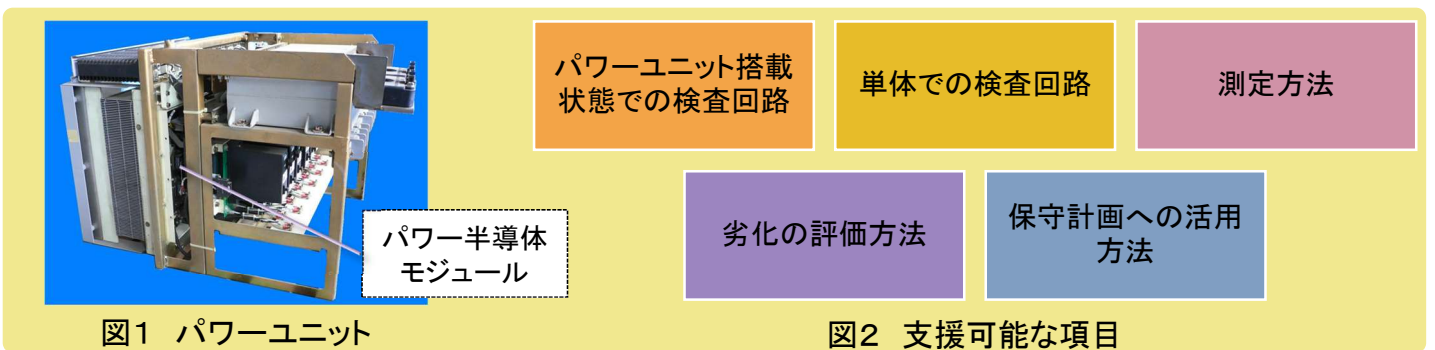 パワー半導体
モジュール
図1 パワーユニット
パワーユニット搭載
状態での検査回路
単体での検査回路
測定方法
劣化の評価方法
保守計画への活用
方法
図2 支援可能な項目